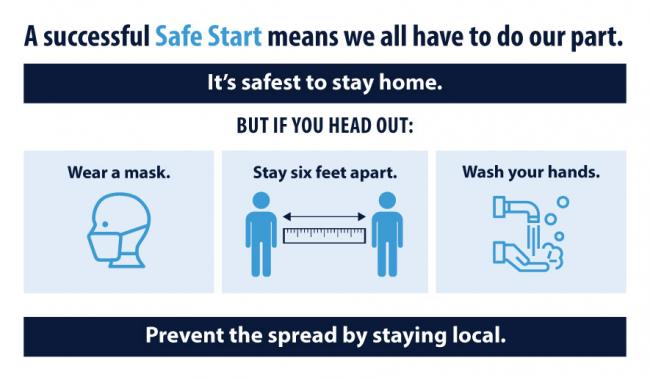 A successful Safe Start means we all have to do our part.
It’s safest to stay home.
BUT IF YOU HEAD OUT:
Wear a mask.
Stay six feet apart.
Wash your hands.
Prevent the spread by staying local.